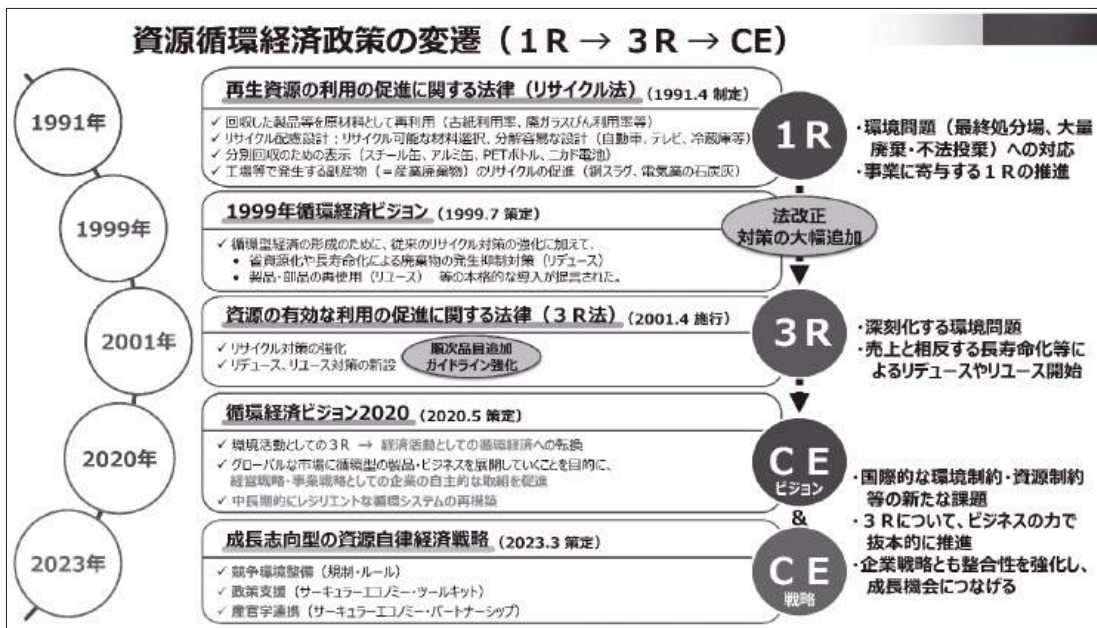 資源循環経済政策の変遷（1R → 3R → CE）
1991年
再生資源の利用の促進に関する法律（リサイクル法）（1991.4 制定）
✓ 回収した製品等を原材料として再利用（古紙利用率、廃ガラスびん利用率等）
✓ リサイクル配慮設計：リサイクル可能な材料選択、分解容易な設計（自動車、テレビ、冷蔵庫等）
✓ 分別回収のための表示（スチール缶、アルミ缶、PETボトル、ニカド電池）
✓ 工場等で発生する副産物（＝産業廃棄物）のリサイクルの促進（鉄スラグ、電気業の石炭灰）
1R
・環境問題（最終処分場、大量
廃棄・不法投棄）への対応
・事業に寄与する１Rの推進
1999年
1999年循環経済ビジョン（1999.7 策定）
✓ 循環型経済の形成のために、従来のリサイクル対策の強化に加えて、
• 省資源化や長寿命化による廃棄物の発生抑制対策（リデュース）
• 製品・部品の再使用（リユース）　等の本格的な導入が提言された。
法改正
対策の大幅追加
2001年
資源の有効な利用の促進に関する法律（３R法）（2001.4 施行）
✓ リサイクル対策の強化
✓ リデュース、リユース対策の新設
順次品目追加
ガイドライン強化
3R
・深刻化する環境問題
・売上と相反する長寿命化等に
よるリデュースやリユース開始
2020年
循環経済ビジョン2020（2020.5 策定）
✓ 環境活動としての３R → 経済活動としての循環経済への転換
✓ グローバルな市場に循環型の製品・ビジネスを展開していくことを目的に、
経営戦略・事業戦略としての企業の自主的な取組を促進
✓ 中長期的にレジリエントな循環システムの再構築
CE
ビジョン
&
2023年
成長志向型の資源自律経済戦略（2023.3 策定）
✓ 競争環境整備（規制・ルール）
✓ 政策支援（サーキュラーエコノミー・ツールキット）
✓ 産官学連携（サーキュラーエコノミー・パートナーシップ）
CE
戦略
・国際的な環境制約・資源制約
等の新たな課題
・３Rについて、ビジネスの力で
抜本的に推進
・企業戦略とも整合性を強化し、
成長機会につなげる